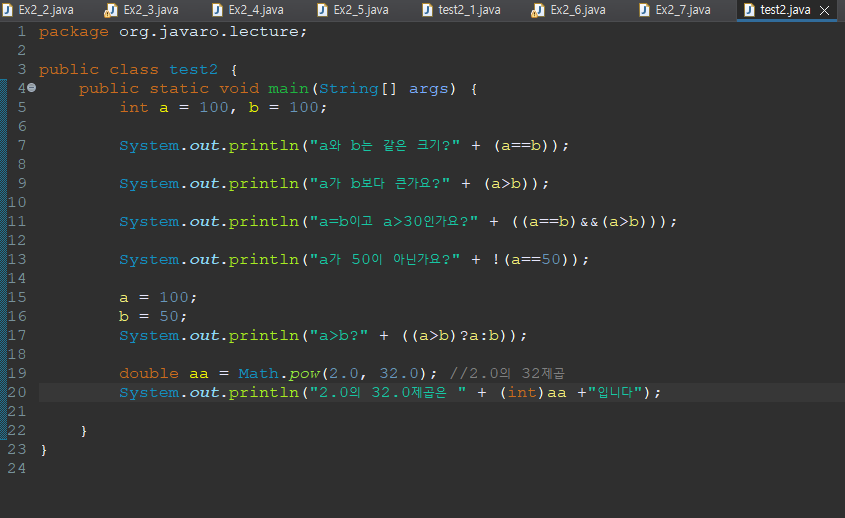 Ex2_2.java Ex2_3.java Ex2_4.java Ex2_5.java test2_1.java Ex2_6.java Ex2_7.java test2.java
1 package org.javaro.lecture;
2
3 public class test2 {
4 public static void main(String[] args) {
5 int a = 100, b = 100;
6
7 System.out.println("a와 b는 같은 크기?" + (a==b));
8
9 System.out.println("a가 b보다 큰가요?" + (a>b));
10
11 System.out.println("a=b이고 a>30인가요?" + ((a==b)&&(a>b)));
12
13 System.out.println("a가 50이 아닌가요?" + !(a==50));
14
15 a = 100;
16 b = 50;
17 System.out.println("a>b?" + ((a>b)?a:b));
18
19 double aa = Math.pow(2.0, 32.0); //2.0의 32제곱
20 System.out.println("2.0의 32.0제곱은 " + (int)aa +"입니다");
21
22 }
23 }
24